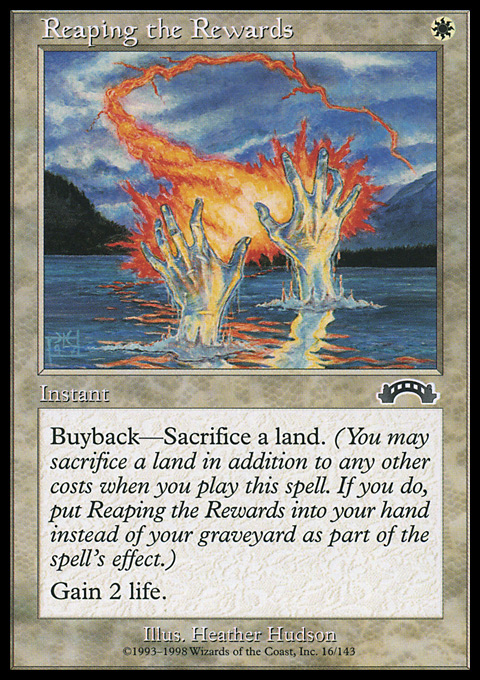 Reaping the Rewards
Instant
Buyback—Sacrifice a land. (You may
sacrifice a land in addition to any other
costs when you play this spell. If you do,
put Reaping the Rewards into your hand
instead of your graveyard as part of the
spell's effect.)
Gain 2 life.
Illus. Heather Hudson
©1993–1998 Wizards of the Coast, Inc. 16/143